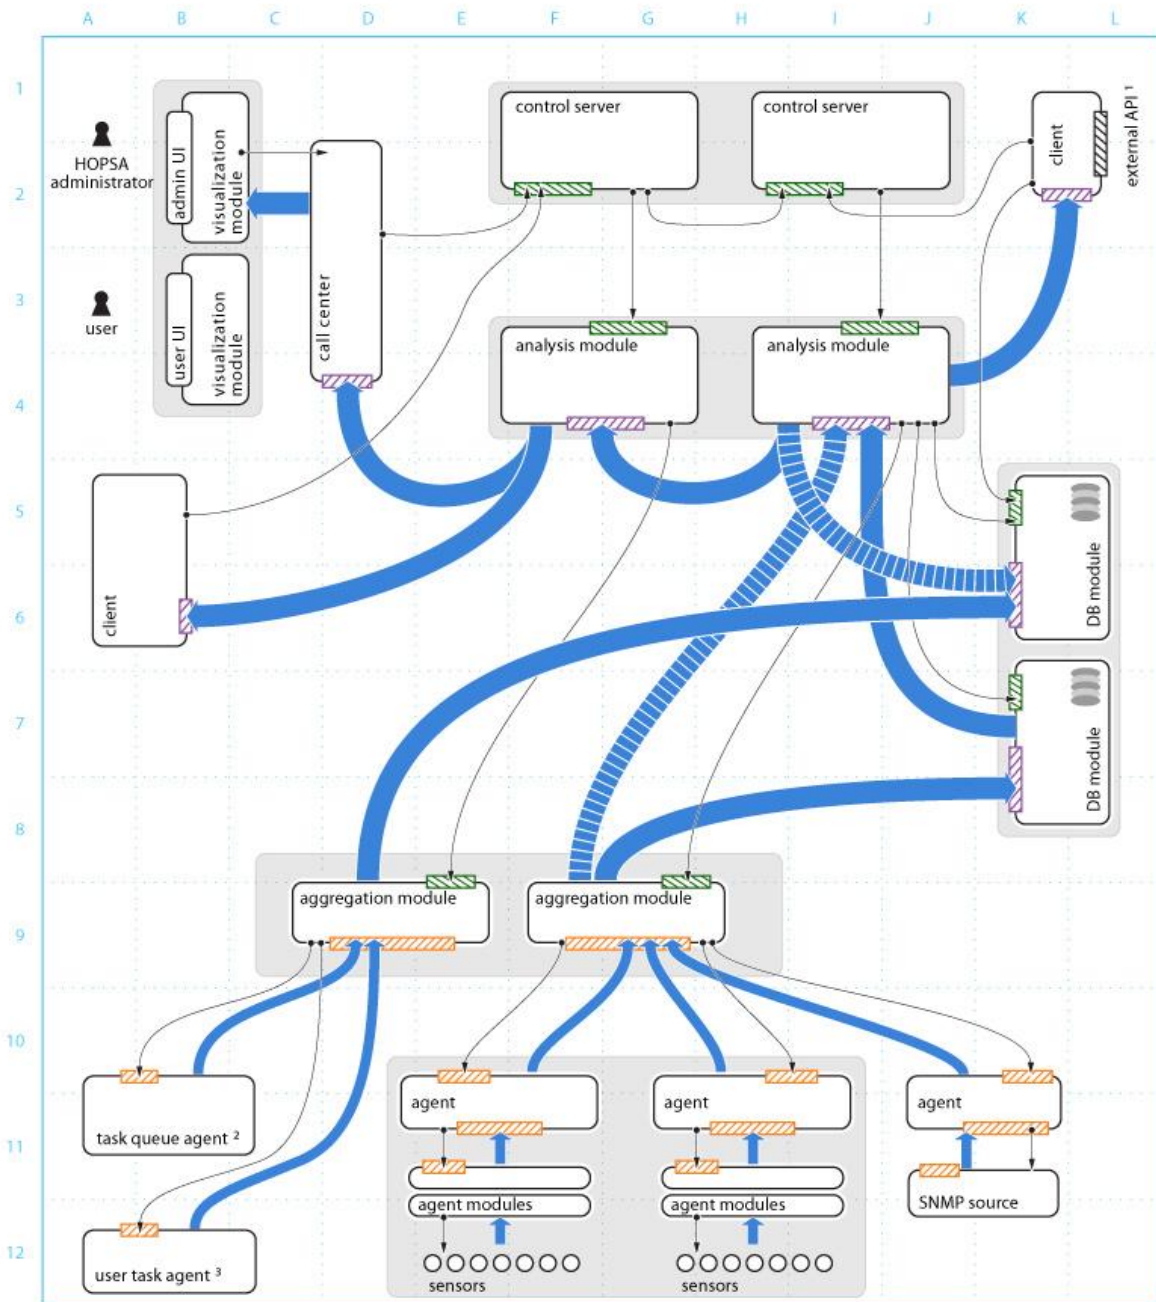 A B C D E F G H I J K L
1
control server
control server
client
external API ¹
HOPSA
administrator
admin UI
visualization
module
2
3
user
user UI
visualization
module
call center
analysis module
analysis module
4
5
client
DB module
6
7
DB module
8
aggregation module
aggregation module
9
10
task queue agent ²
agent
agent
agent
11
agent modules
agent modules
SNMP source
12
user task agent ³
sensors
sensors